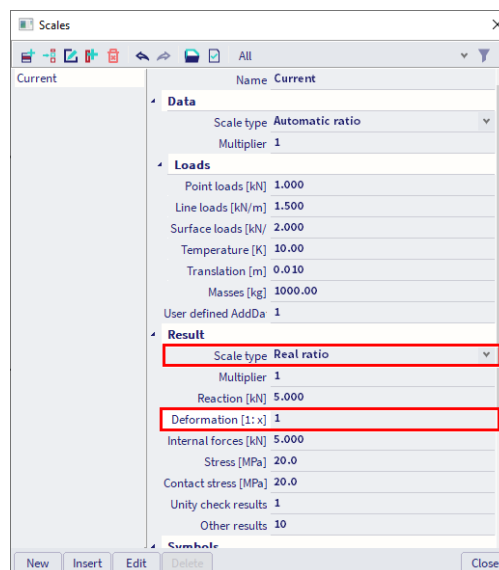 Scales
All
Current
Name Current
Data
Scale type Automatic ratio
Multiplier 1
Loads
Point loads [kN] 1.000
Line loads [kN/m] 1.500
Surface loads [kN/ 2.000
Temperature [K] 10.00
Translation [m] 0.010
Masses [kg] 1000.00
User defined AddDa 1
Result
Scale type Real ratio
Multiplier 1
Reaction [kN] 5.000
Deformation [1: x] 1
Internal forces [kN] 5.000
Stress [MPa] 20.0
Contact stress [MPa] 20.0
Unity check results 1
Other results 10
Symbols
New Insert Edit Delete Close